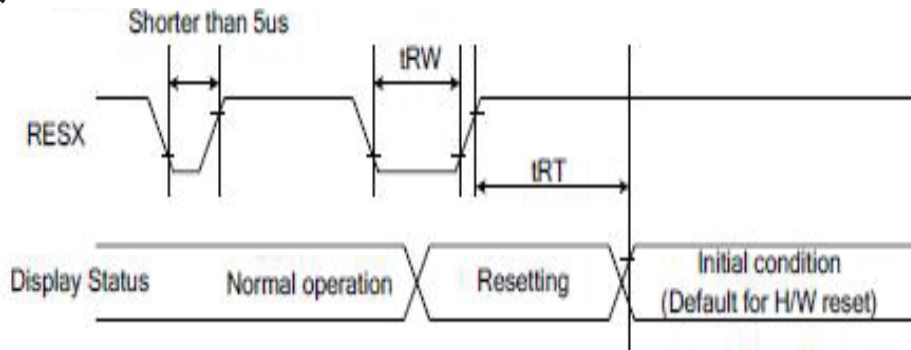 Shorter than 5us
tRW
RESX
tRT
Display Status
Normal operation
Resetting
Initial condition
(Default for H/W reset)